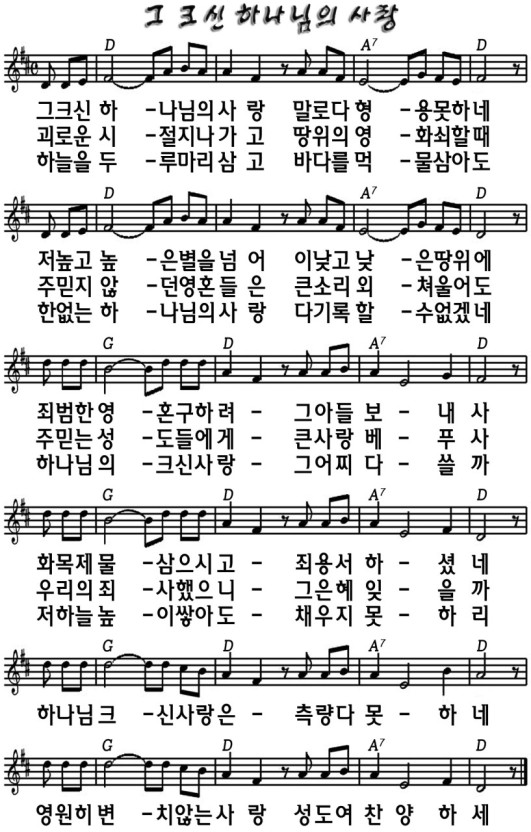 그 크신 하나님의 사랑
D D A7 D
그크신 하 -나님의사 랑 말로다 형 -용못하네
괴로운 시 -절지나가 고 땅위의 영 -화쇠할때
하늘을 두 -루마리삼 고 바다를 먹 -물삼아도
D D A7 D
저높고 높 -은별을넘 어 이낮고 낮 -은땅위에
주믿지 않 -던영혼들 은 큰소리 외 -쳐울어도
한없는 하 -나님의사 랑 다기록 할 -수없겠네
G D A7 D
죄범한 영 -혼구하려 - 그아들 보 - 내 사
주믿는 성 -도들에게 - 큰사랑 베 - 푸 사
하나님의 -크신사랑 - 그어찌 다 - 쓸 까
G D A7 D
화목제 물 -삼으시고 - 죄용서 하 - 셨 네
우리의 죄 -사했으니 - 그은혜 잊 - 을 까
저하늘 높 -이쌓아도 - 채우지 못 - 하 리
G D A7 D
하나님 크 -신사랑은 - 측량다 못 - 하 네
G D A7 D
영원히 변 -치않는사 랑 성도여 찬 양 하 세